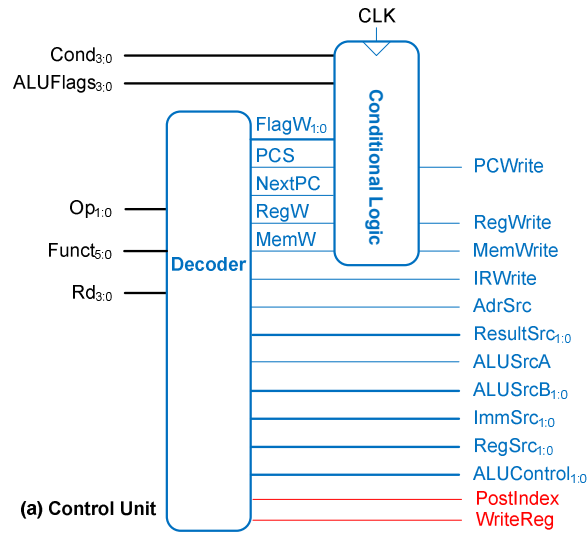 CLK
Cond3:0
ALUFlags3:0
Conditional Logic
FlagW1:0
PCS
NextPC
RegW
MemW
PCWrite
RegWrite
MemWrite
Op1:0
Funct5:0
Rd3:0
Decoder
IRWrite
AdrSrc
ResultSrc1:0
ALUSrcA
ALUSrcB1:0
ImmSrc1:0
RegSrc1:0
ALUControl1:0
PostIndex
WriteReg
(a) Control Unit